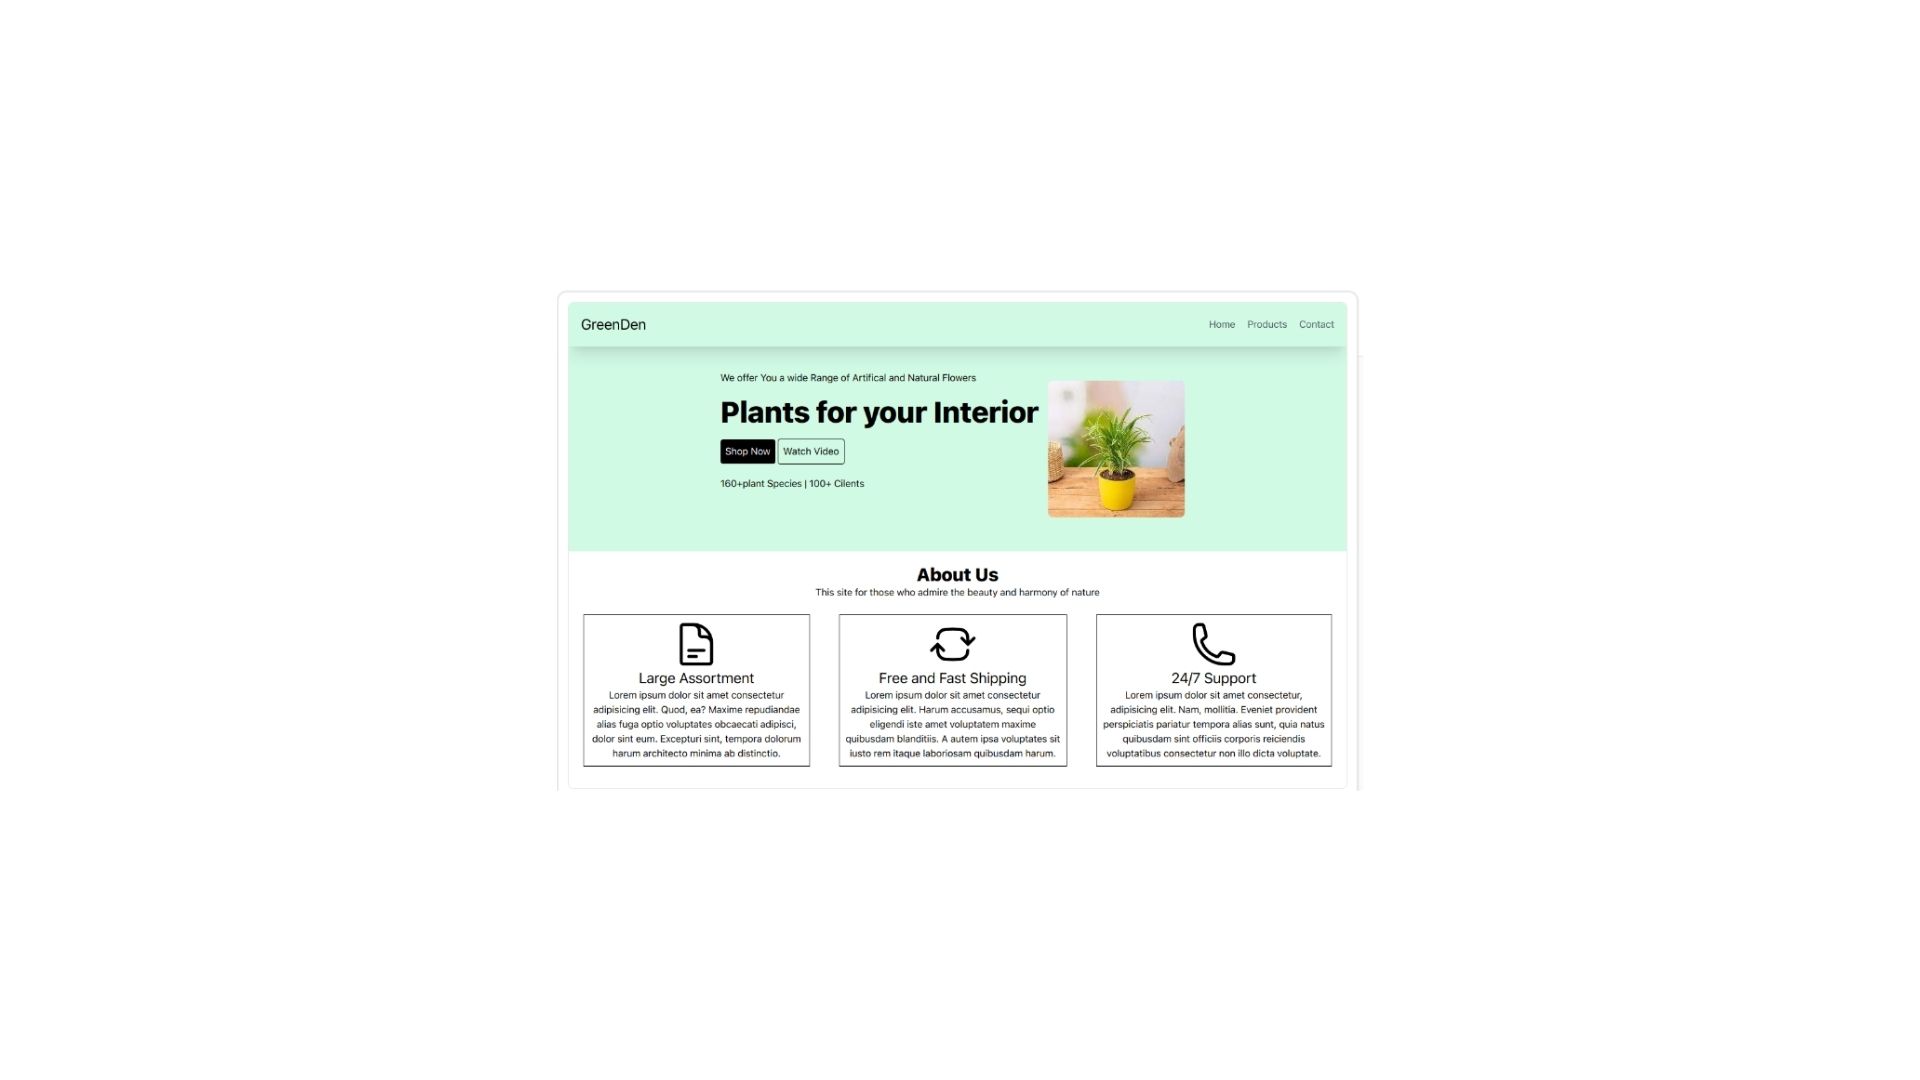 GreenDen
Home Products Contact
We offer You a wide Range of Artifical and Natural Flowers
Plants for your Interior
Shop Now Watch Video
160+plant Species | 100+ Cilents
About Us
This site for those who admire the beauty and harmony of nature
Large Assortment
Lorem ipsum dolor sit amet consectetur
adipisicing elit. Quod, ea? Maxime repudiandae
alias fuga optio voluptates obcaecati adipisci,
dolor sint eum. Excepturi sint, tempora dolorum
harum architecto minima ab distinctio.
Free and Fast Shipping
Lorem ipsum dolor sit amet consectetur
adipisicing elit. Harum accusamus, sequi optio
eligendi iste amet voluptatem maxime
quibusdam blanditiis. A autem ipsa voluptates sit
iusto rem itaque laboriosam quibusdam harum.
24/7 Support
Lorem ipsum dolor sit amet consectetur,
adipisicing elit. Nam, mollitia. Eveniet provident
perspiciatis pariatur tempora alias sunt, quia natus
quibusdam sint officiis corporis reiciendis
voluptatibus consectetur non illo dicta voluptate.